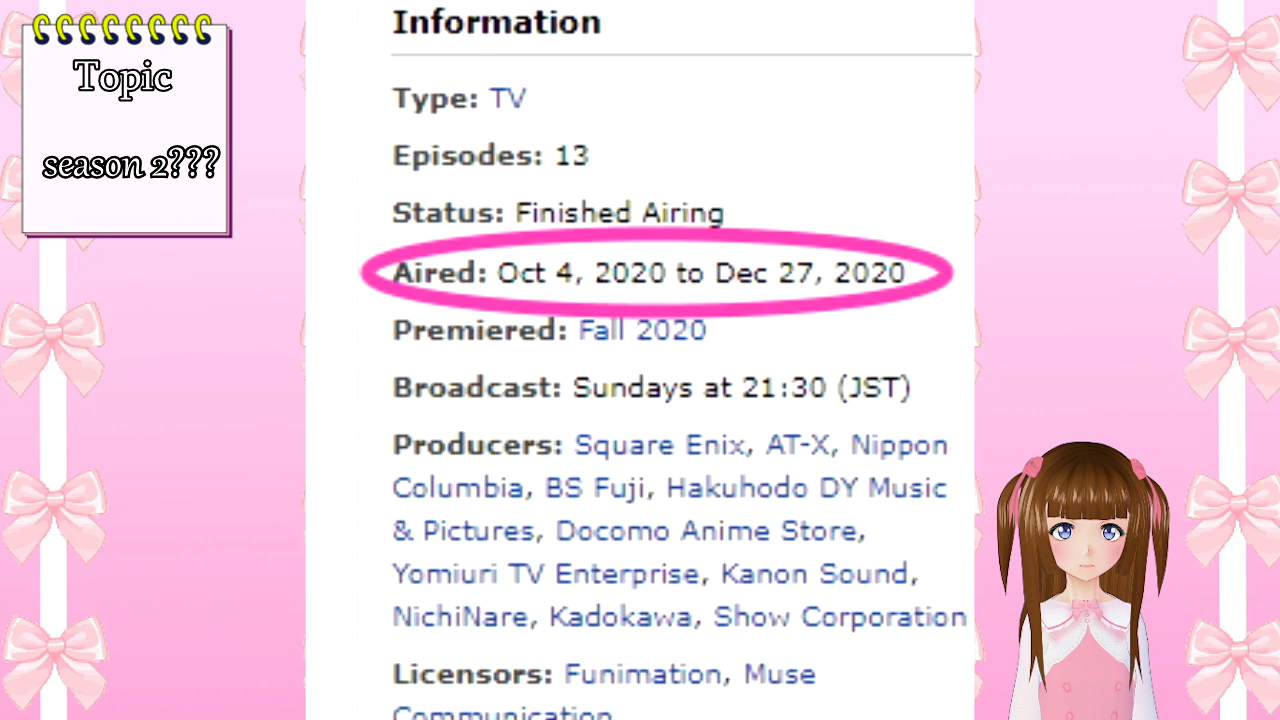 Topic
season 2???
Information
Type: TV
Episodes: 13
Status: Finished Airing
Aired: Oct 4, 2020 to Dec 27, 2020
Premiered: Fall 2020
Broadcast: Sundays at 21:30 (JST)
Producers: Square Enix, AT-X, Nippon
Columbia, BS Fuji, Hakuhodo DY Music
& Pictures, Docomo Anime Store,
Yomiuri TV Enterprise, Kanon Sound,
NichiNare, Kadokawa, Show Corporation
Licensors: Funimation, Muse
Communication